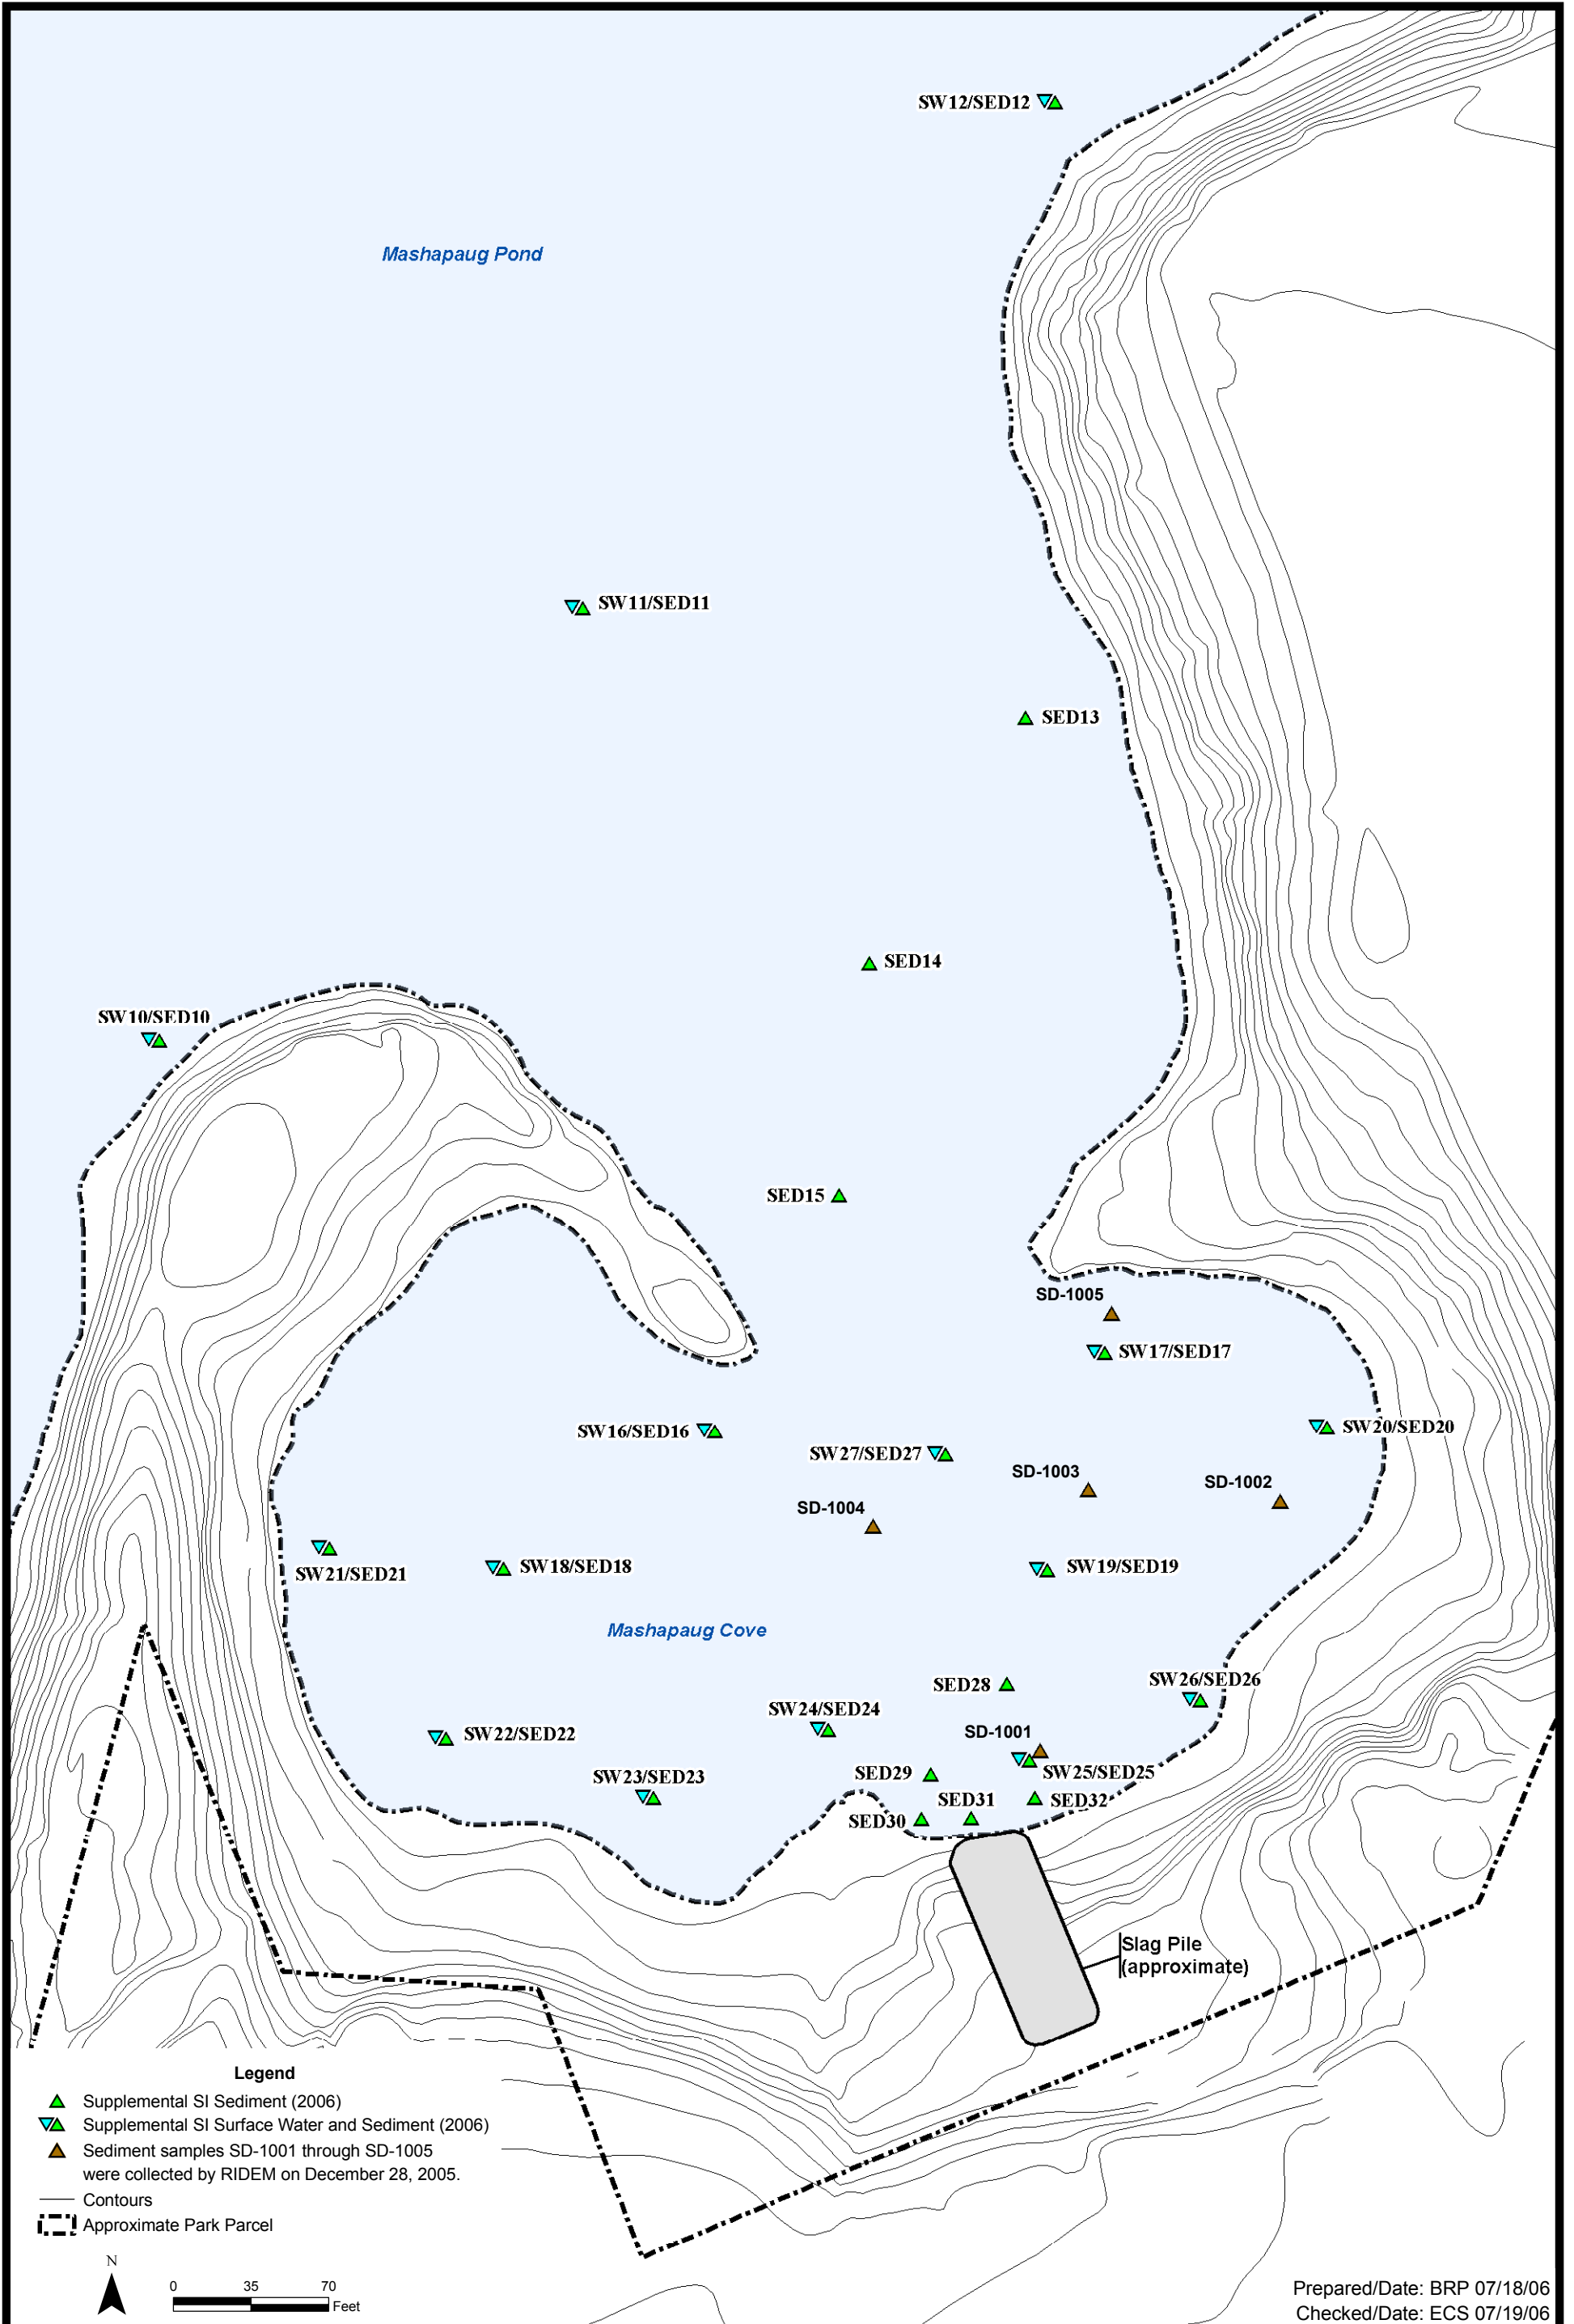 SW12/SED12
Mashapaug Pond
SW11/SED11
SED13
SED14
SW10/SED10
SED15
SD-1005
SW17/SED17
SW16/SED16
SW20/SED20
SW27/SED27
SD-1003
SD-1002
SD-1004
SW21/SED21
SW18/SED18
SW19/SED19
Mashapaug Cove
SED28
SW26/SED26
SW24/SED24
SW22/SED22
SD-1001
SW25/SED25
SED29
SW23/SED23
SED31
SED32
SED30
Slag Pile
(approximate)
Legend
Supplemental SI Sediment (2006)
Supplemental SI Surface Water and Sediment (2006)
Sediment samples SD-1001 through SD-1005
were collected by RIDEM on December 28, 2005.
Contours
Approximate Park Parcel
N
0 35 70
Feet
Prepared/Date: BRP 07/18/06
Checked/Date: ECS 07/19/06